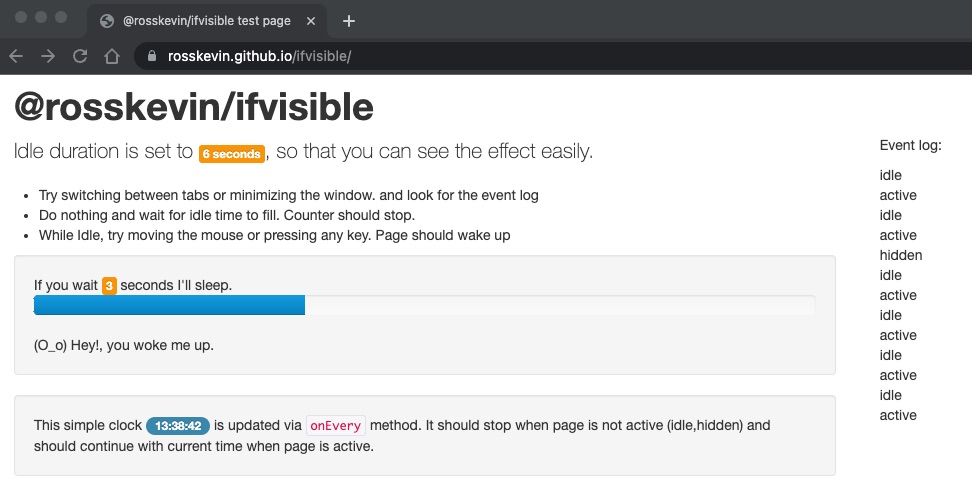 @rosskevin/ifvisible test page
rosskevin.github.io/ifvisible/
@rosskevin/ifvisible
Idle duration is set to 6 seconds, so that you can see the effect easily.
Try switching between tabs or minimizing the window. and look for the event log
Do nothing and wait for idle time to fill. Counter should stop.
While Idle, try moving the mouse or pressing any key. Page should wake up
If you wait 3 seconds I'll sleep.
(O_o) Hey!, you woke me up.
This simple clock 13:38:42 is updated via onEvery method. It should stop when page is not active (idle,hidden) and
should continue with current time when page is active.
Event log:
idle
active
idle
active
hidden
idle
active
idle
active
idle
active
idle
active